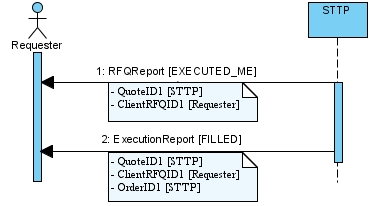 STTP
Requester
1: RFQReport [EXECUTED_ME]
- QuoteID1 [STTP]
- ClientRFQID1 [Requester]
2: ExecutionReport [FILLED]
- QuoteID1 [STTP]
- ClientRFQID1 [Requester]
- OrderID1 [STTP]